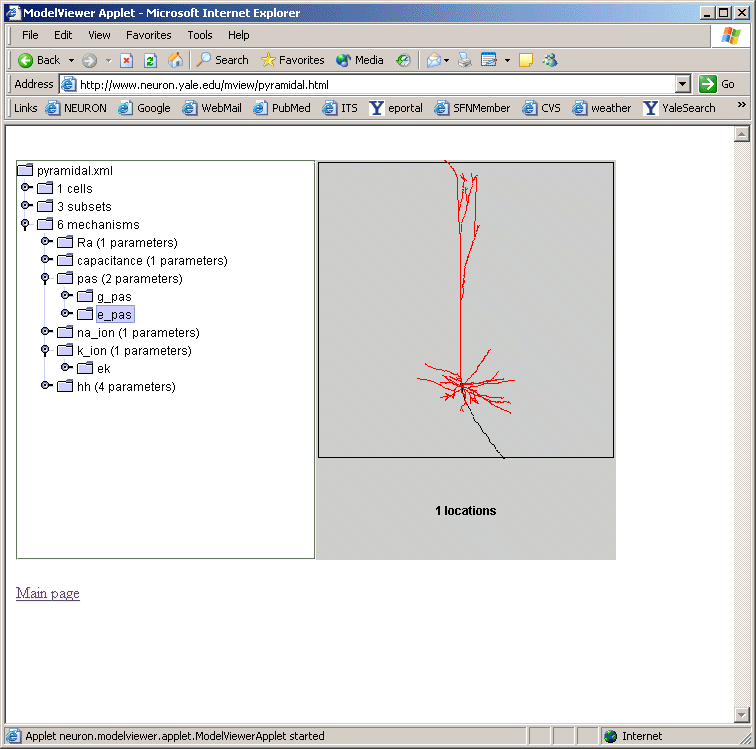 ModelViewer Applet - Microsoft Internet Explorer
File Edit View Favorites Tools Help
Back Search Favorites Media
Address http://www.neuron.yale.edu/mview/pyramidal.html Go
Links NEURON Google WebMail PubMed ITS eportal SFNMember CVS weather YaleSearch »
pyramidal.xml
1 cells
3 subsets
6 mechanisms
Ra (1 parameters)
capacitance (1 parameters)
pas (2 parameters)
g_pas
e_pas
na_ion (1 parameters)
k_ion (1 parameters)
ek
hh (4 parameters)
1 locations
Main page
Applet neuron.modelviewer.applet.ModelViewerApplet started Internet